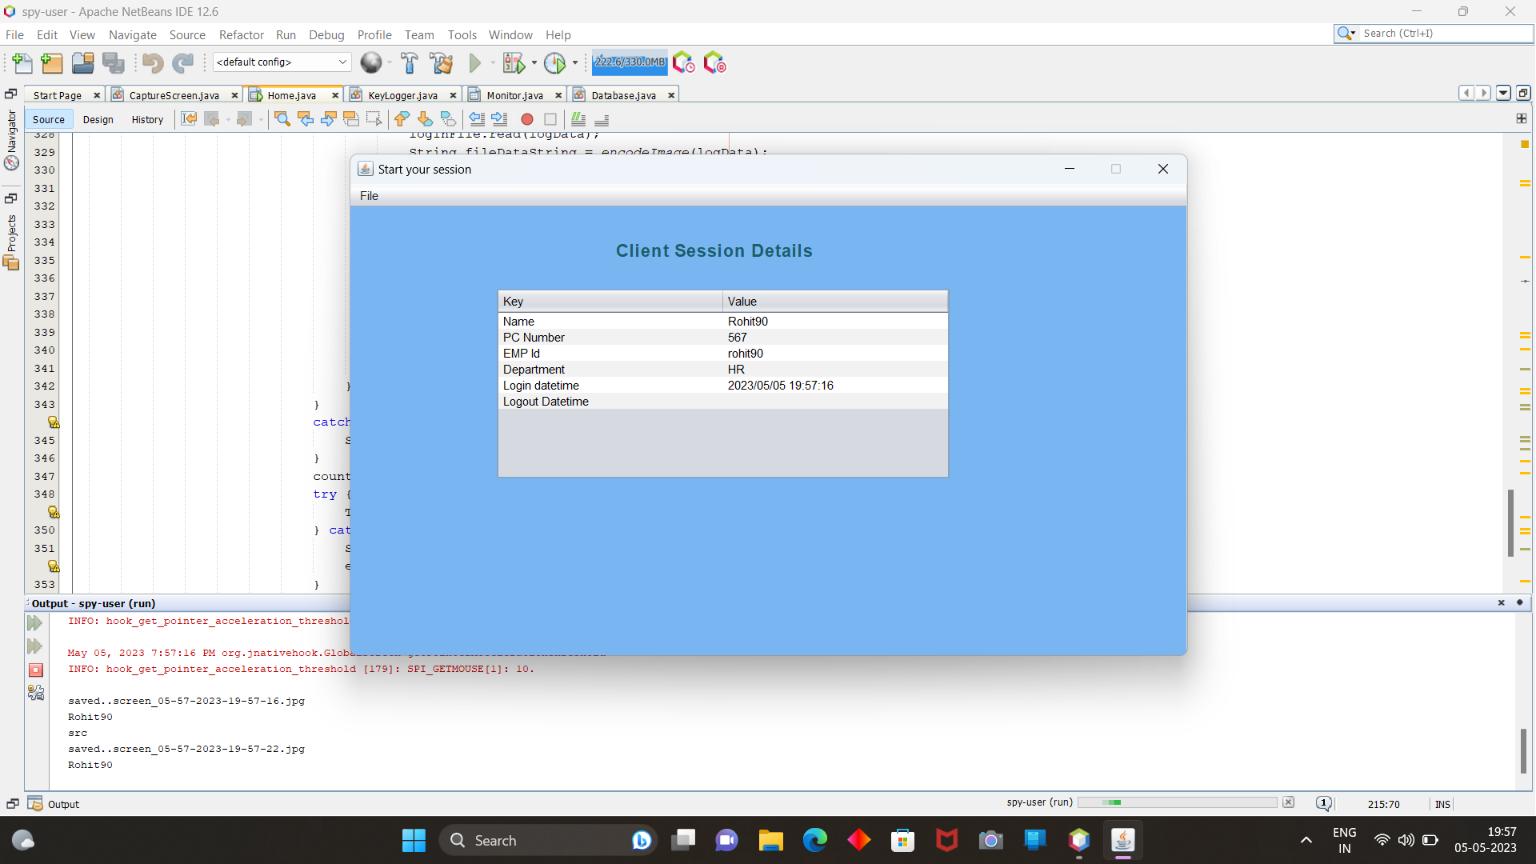 spy-user - Apache NetBeans IDE 12.6
File Edit View Navigate Source Refactor Run Debug Profile Team Tools Window Help
Search (Ctrl+I)
<default config>
222.6/330.0MB
Start Page CaptureScreen.java Home.java KeyLogger.java Monitor.java Database.java
Source Design History
Navigator
Projects
328 loginFile.read(logData);
329 String fileDataString = encodeImage(logData);
330
331
332
333
334
335
336
337
338
339
340
341
342 }
343 }
catch
345 S
346 }
347 count
348 try {
T
350 } cat
351 S
e
353 }
Start your session
File
Client Session Details
Key Value
Name Rohit90
PC Number 567
EMP Id rohit90
Department HR
Login datetime 2023/05/05 19:57:16
Logout Datetime
Output - spy-user (run)
INFO: hook_get_pointer_acceleration_threshol
May 05, 2023 7:57:16 PM org.jnativehook.Glob
INFO: hook_get_pointer_acceleration_threshold [179]: SPI_GETMOUSE[1]: 10.
saved..screen_05-57-2023-19-57-16.jpg
Rohit90
src
saved..screen_05-57-2023-19-57-22.jpg
Rohit90
Output
spy-user (run)
1
215:70
INS
Search
ENG
IN
19:57
05-05-2023